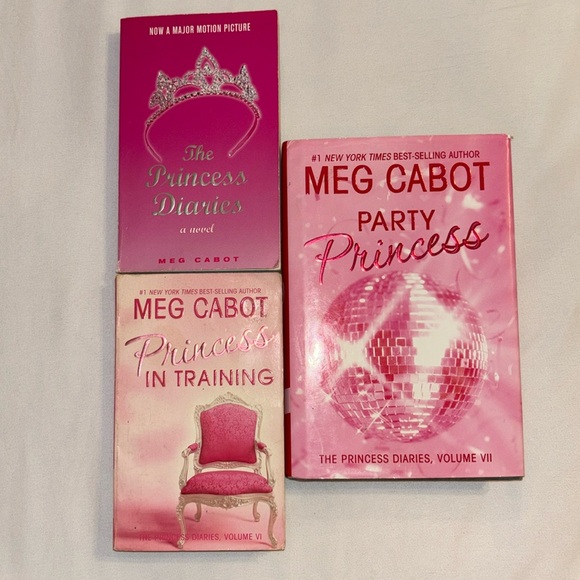 NOW A MAJOR MOTION PICTURE
The
Princess
Diaries
a novel
MEG CABOT
#1 NEW YORK TIMES BEST-SELLING AUTHOR
MEG CABOT
Princess
IN TRAINING
THE PRINCESS DIARIES, VOLUME VI
#1 NEW YORK TIMES BEST-SELLING AUTHOR
MEG CABOT
PARTY
Princess
THE PRINCESS DIARIES, VOLUME VII